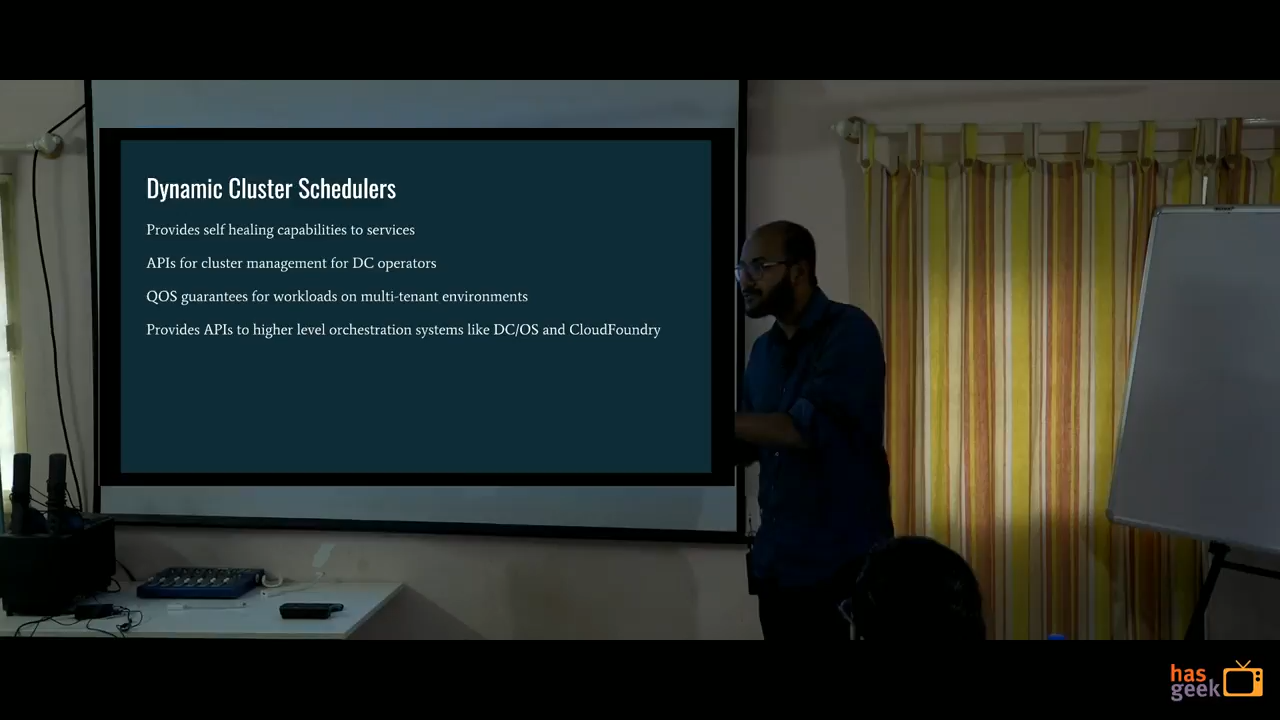 Dynamic Cluster Schedulers
Provides self healing capabilities to services
APIs for cluster management for DC operators
QOS guarantees for workloads on multi-tenant environments
Provides APIs to higher level orchestration systems like DC/OS and CloudFoundry
has
geek